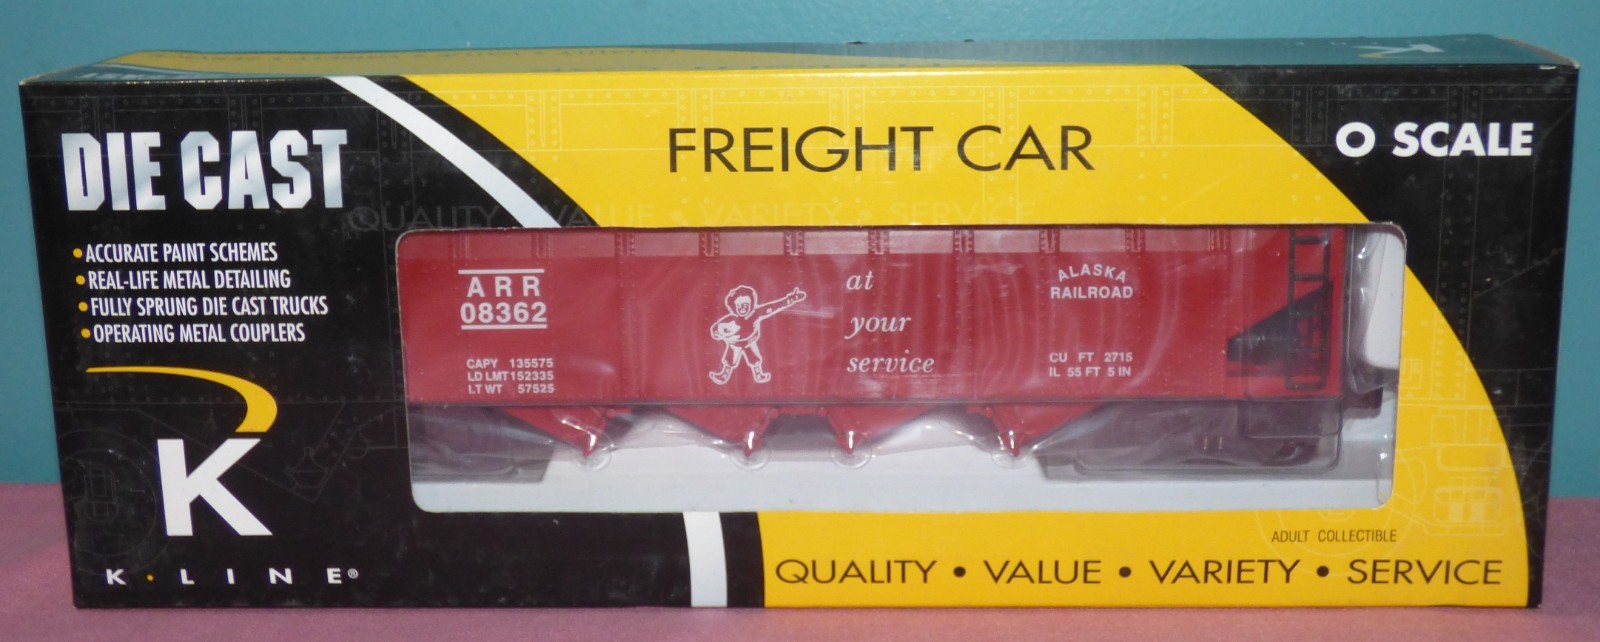 DIE CAST
• ACCURATE PAINT SCHEMES
• REAL-LIFE METAL DETAILING
• FULLY SPRUNG DIE CAST TRUCKS
• OPERATING METAL COUPLERS
K
K · LINE®
FREIGHT CAR
O SCALE
QUALITY • VALUE • VARIETY • SERVICE
ARR
08362
CAPY 135575
LD LMT 152335
LT WT 57525
at
your
service
ALASKA
RAILROAD
CU FT 2715
IL 55 FT 5 IN
ADULT COLLECTIBLE
QUALITY • VALUE • VARIETY • SERVICE